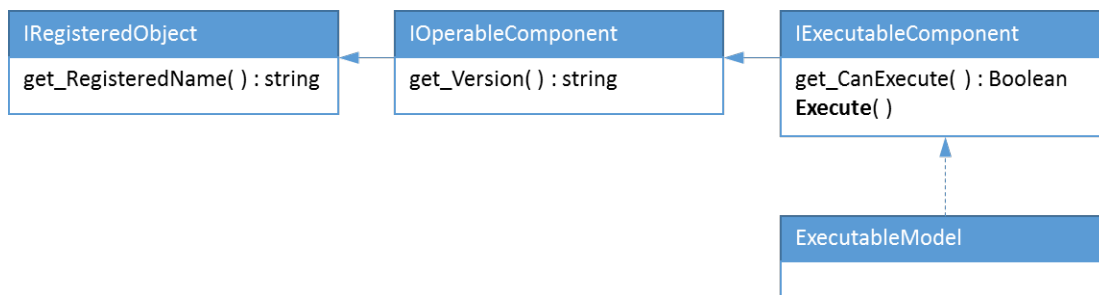 IRegisteredObject
get_RegisteredName( ) : string
IOperableComponent
get_Version( ) : string
IExecutableComponent
get_CanExecute( ) : Boolean
Execute( )
ExecutableModel